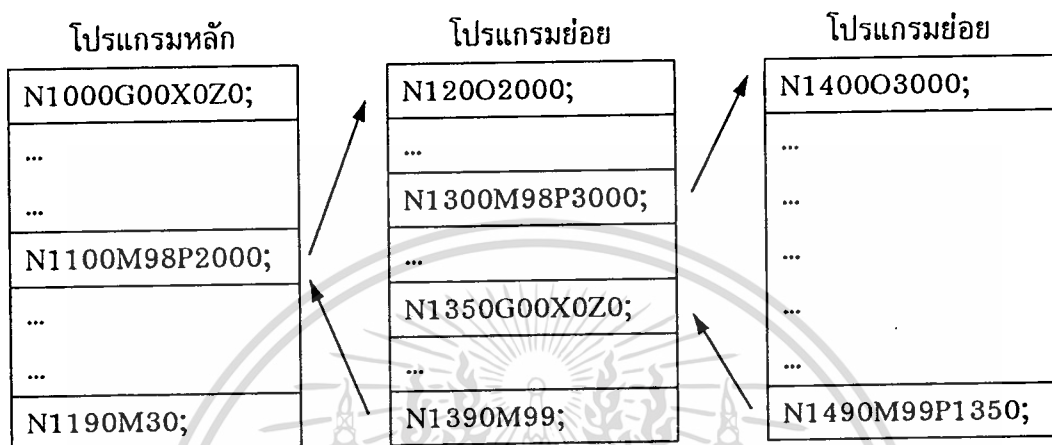 โปรแกรมหลัก
N1000G00X0Z0;
...
...
N1100M98P2000;
...
...
N1190M30;
โปรแกรมย่อย
N120O2000;
...
N1300M98P3000;
...
N1350G00X0Z0;
...
N1390M99;
โปรแกรมย่อย
N1400O3000;
...
...
...
...
...
N1490M99P1350;